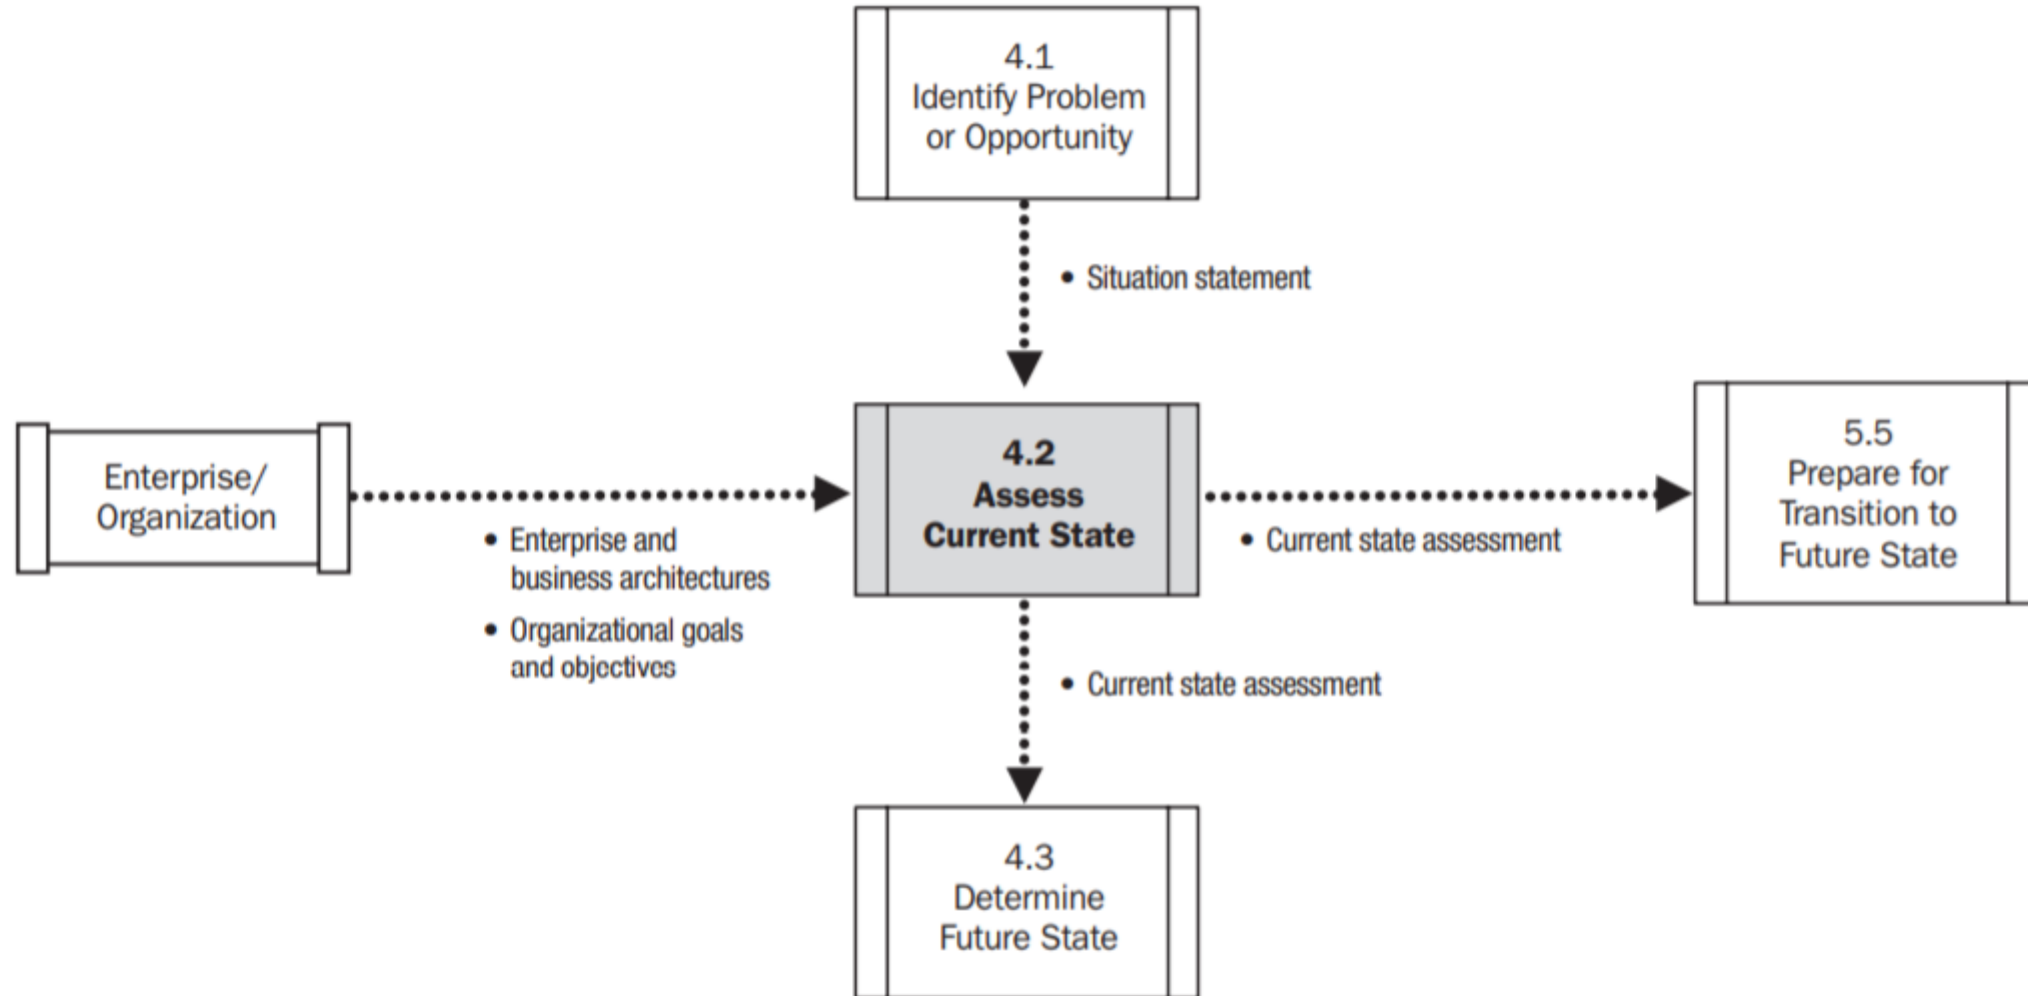 4.1
Identify Problem
or Opportunity
• Situation statement
Enterprise/
Organization
• Enterprise and
business architectures
• Organizational goals
and objectives
4.2
Assess
Current State
• Current state assessment
5.5
Prepare for
Transition to
Future State
• Current state assessment
4.3
Determine
Future State